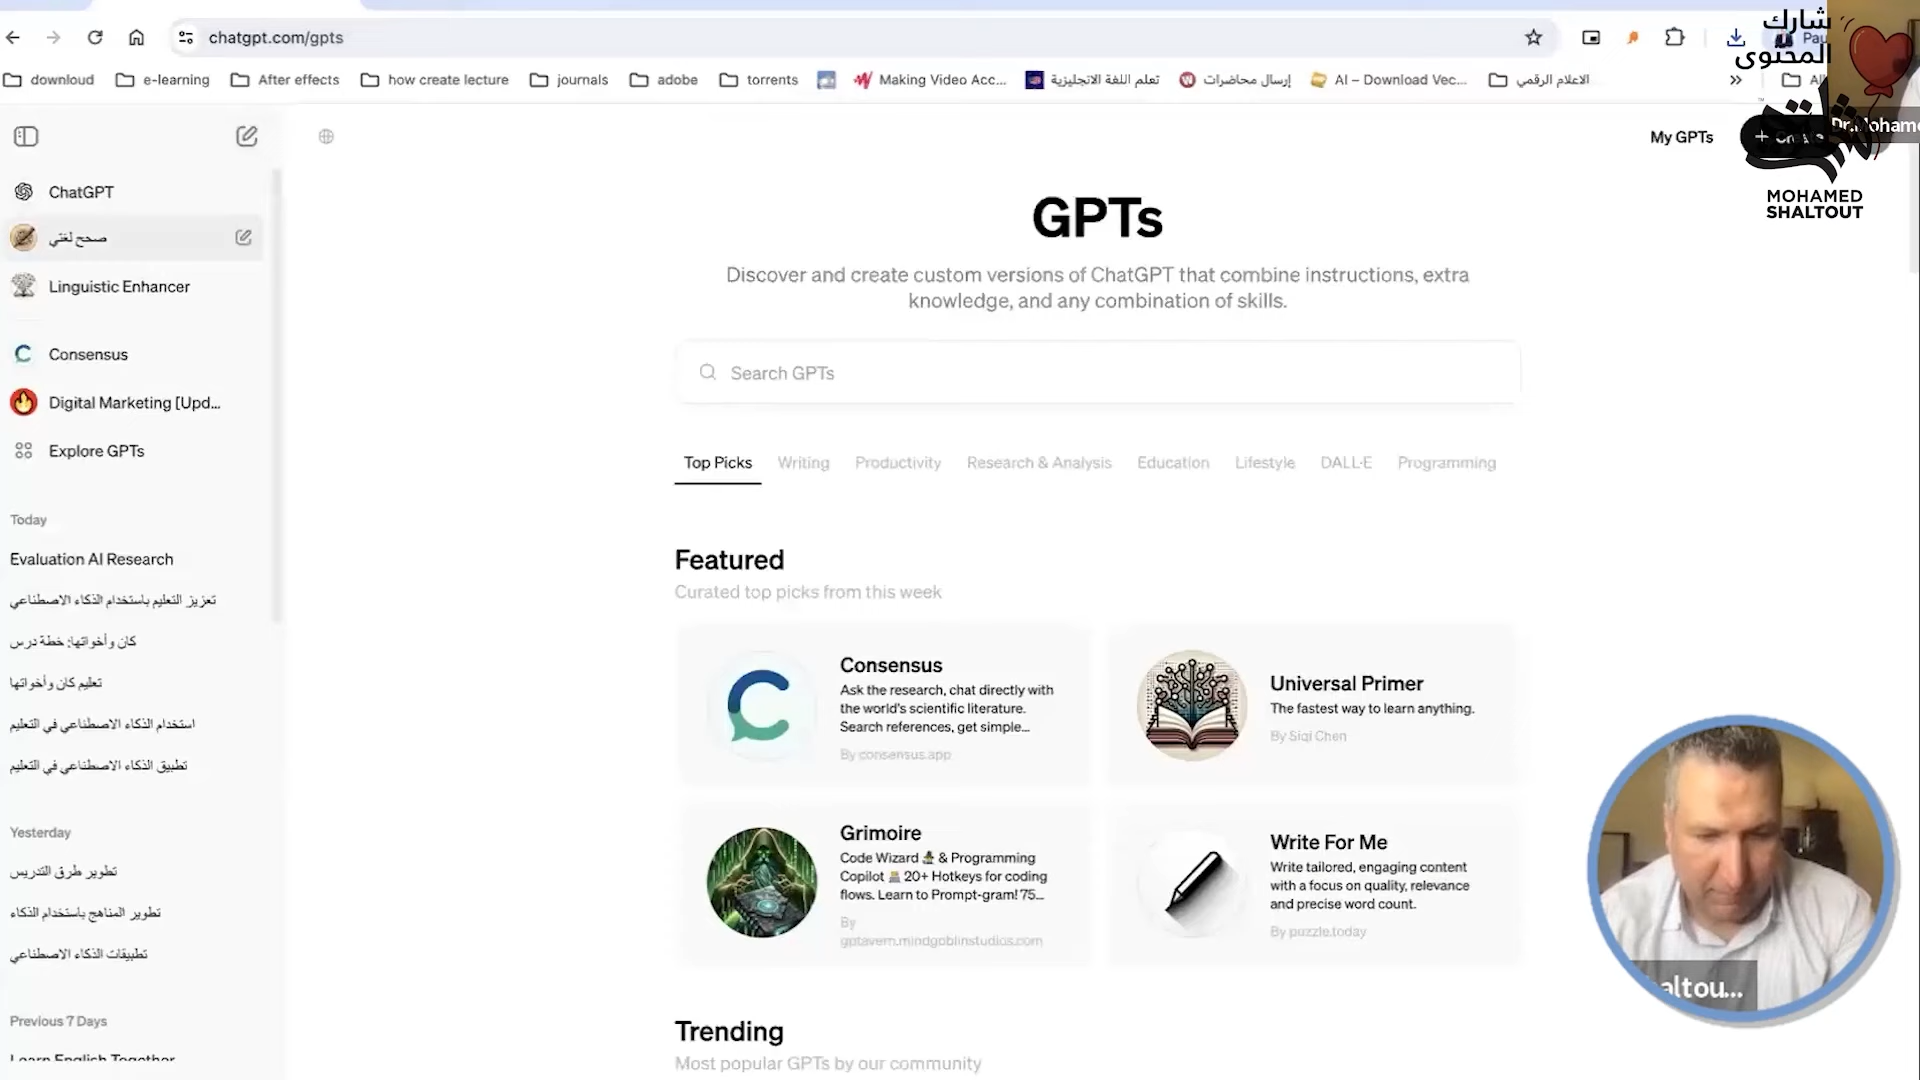 chatgpt.com/gpts
شارك
المحتوى
downloud
e-learning
After effects
how create lecture
journals
adobe
torrents
Making Video Acc...
تعلم اللغة الانجليزية
إرسال محاضرات
AI – Download Vec...
الاعلام الرقمي
My GPTs
Dr.Mohame
MOHAMED
SHALTOUT
ChatGPT
صحح لغتي
Linguistic Enhancer
Consensus
Digital Marketing [Upd...
Explore GPTs
Today
Evaluation AI Research
تعزيز التعليم باستخدام الذكاء الاصطناعي
كان وأخواتها: خطة درس
تعليم كان وأخواتها
استخدام الذكاء الاصطناعي في التعليم
تطبيق الذكاء الاصطناعي في التعليم
Yesterday
تطوير طرق التدريس
تطوير المناهج باستخدام الذكاء
تطبيقات الذكاء الاصطناعي
Previous 7 Days
Learn English Together
GPTs
Discover and create custom versions of ChatGPT that combine instructions, extra
knowledge, and any combination of skills.
Search GPTs
Top Picks
Writing
Productivity
Research & Analysis
Education
Lifestyle
DALL·E
Programming
Featured
Curated top picks from this week
Consensus
Ask the research, chat directly with
the world's scientific literature.
Search references, get simple...
By consensus.app
Universal Primer
The fastest way to learn anything.
By Siqi Chen
Grimoire
Code Wizard 🧙 & Programming
Copilot 💻 20+ Hotkeys for coding
flows. Learn to Prompt-gram! 75...
By
gptavern.mindgoblinstudios.com
Write For Me
Write tailored, engaging content
with a focus on quality, relevance
and precise word count.
By puzzle.today
Trending
Most popular GPTs by our community
altou...